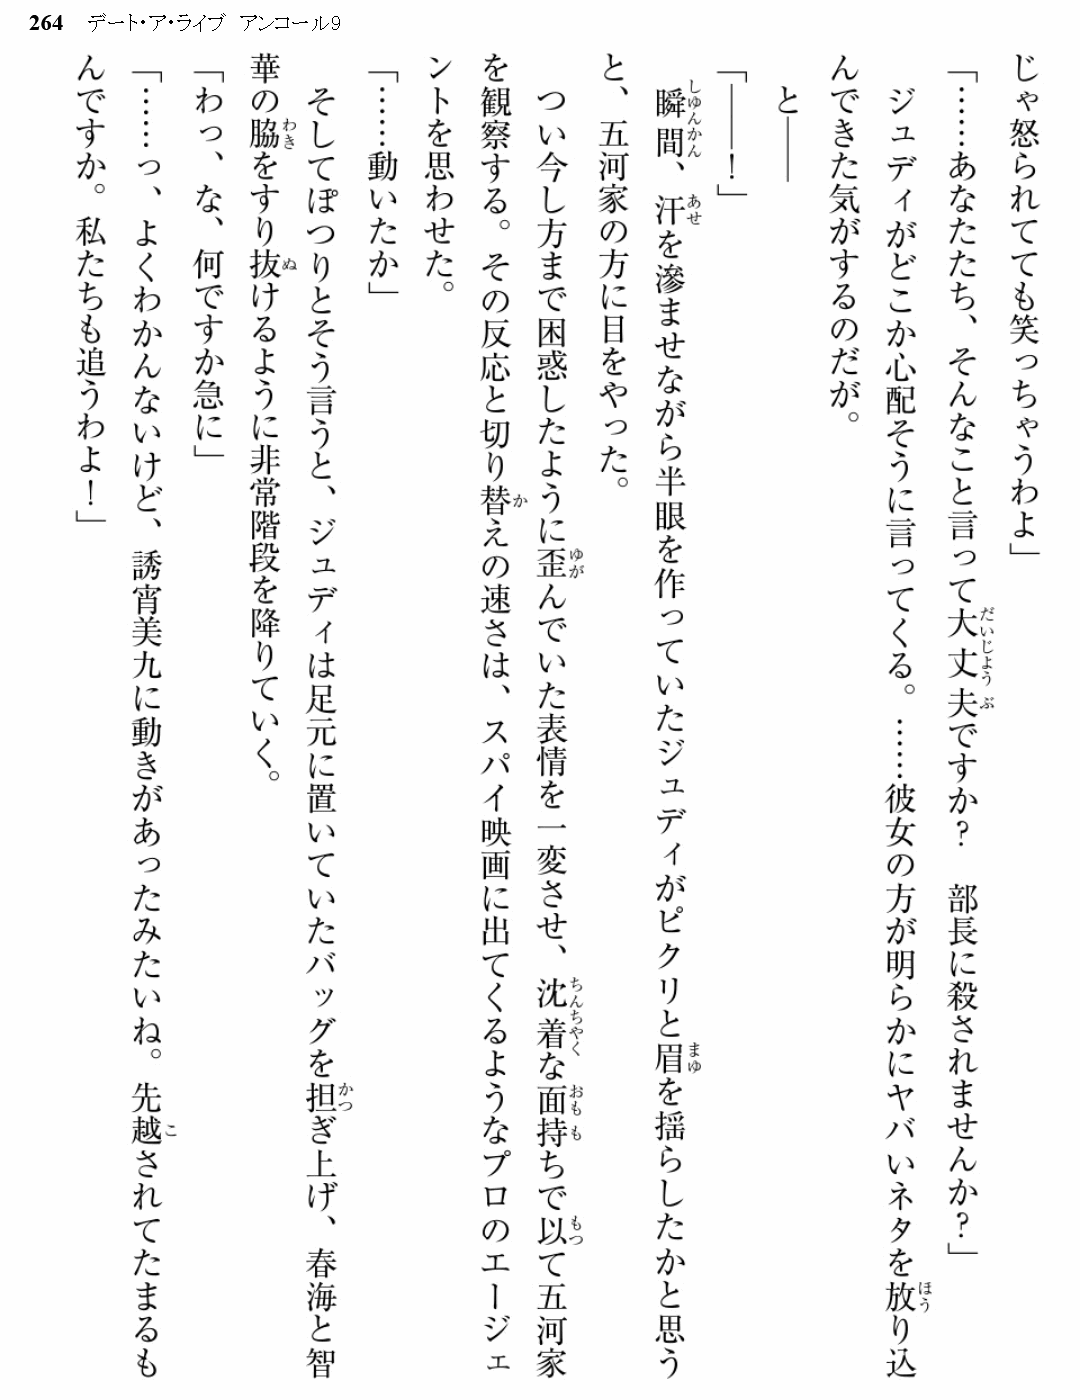 264 デート・ア・ライブ アンコール9
じゃ怒られてても笑っちゃうわよ」
「……あなたたち、そんなこと言って大丈夫ですか？　部長に殺されませんか？」
ジュディがどこか心配そうに言ってくる。……彼女の方が明らかにヤバいネタを放り込
んできた気がするのだが。
と――
「――！」
瞬間、汗を滲ませながら半眼を作っていたジュディがピクリと眉を揺らしたかと思う
と、五河家の方に目をやった。
つい今し方まで困惑したように歪んでいた表情を一変させ、沈着な面持ちで以て五河家
を観察する。その反応と切り替えの速さは、スパイ映画に出てくるようなプロのエージェ
ントを思わせた。
「……動いたか」
そしてぽつりとそう言うと、ジュディは足元に置いていたバッグを担ぎ上げ、春海と智
華の脇をすり抜けるように非常階段を降りていく。
「わっ、な、何ですか急に」
「……っ、よくわかんないけど、誘宵美九に動きがあったみたいね。先越されてたまるも
んですか。私たちも追うわよ！」